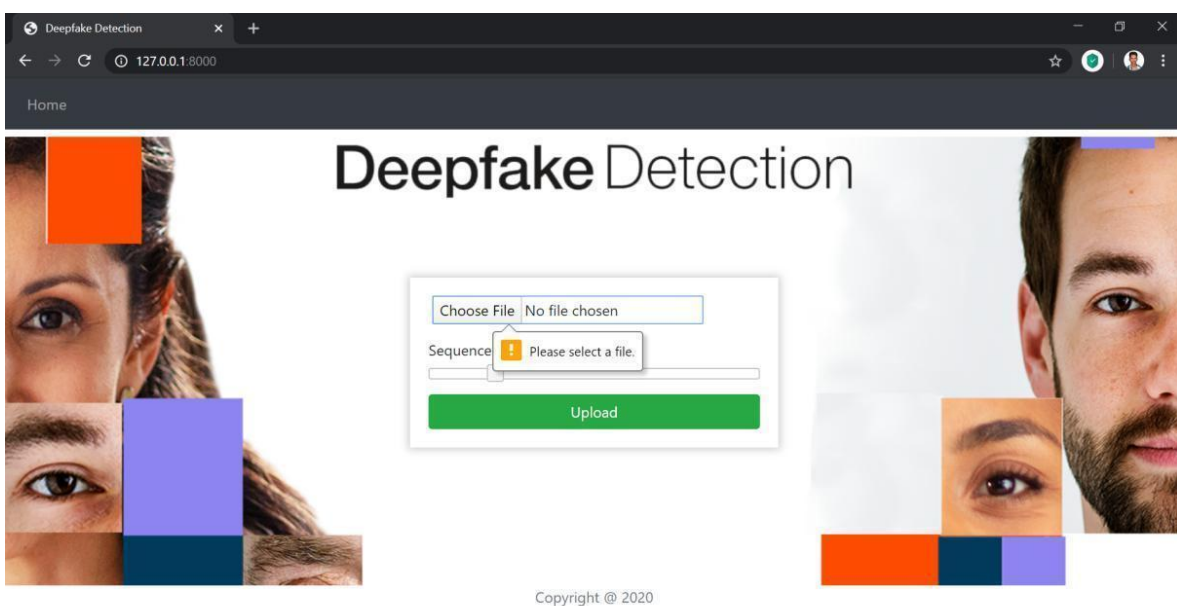 Deepfake Detection
127.0.0.1:8000
Home
Deepfake Detection
Choose File No file chosen
Sequence
Please select a file.
Upload
Copyright @ 2020